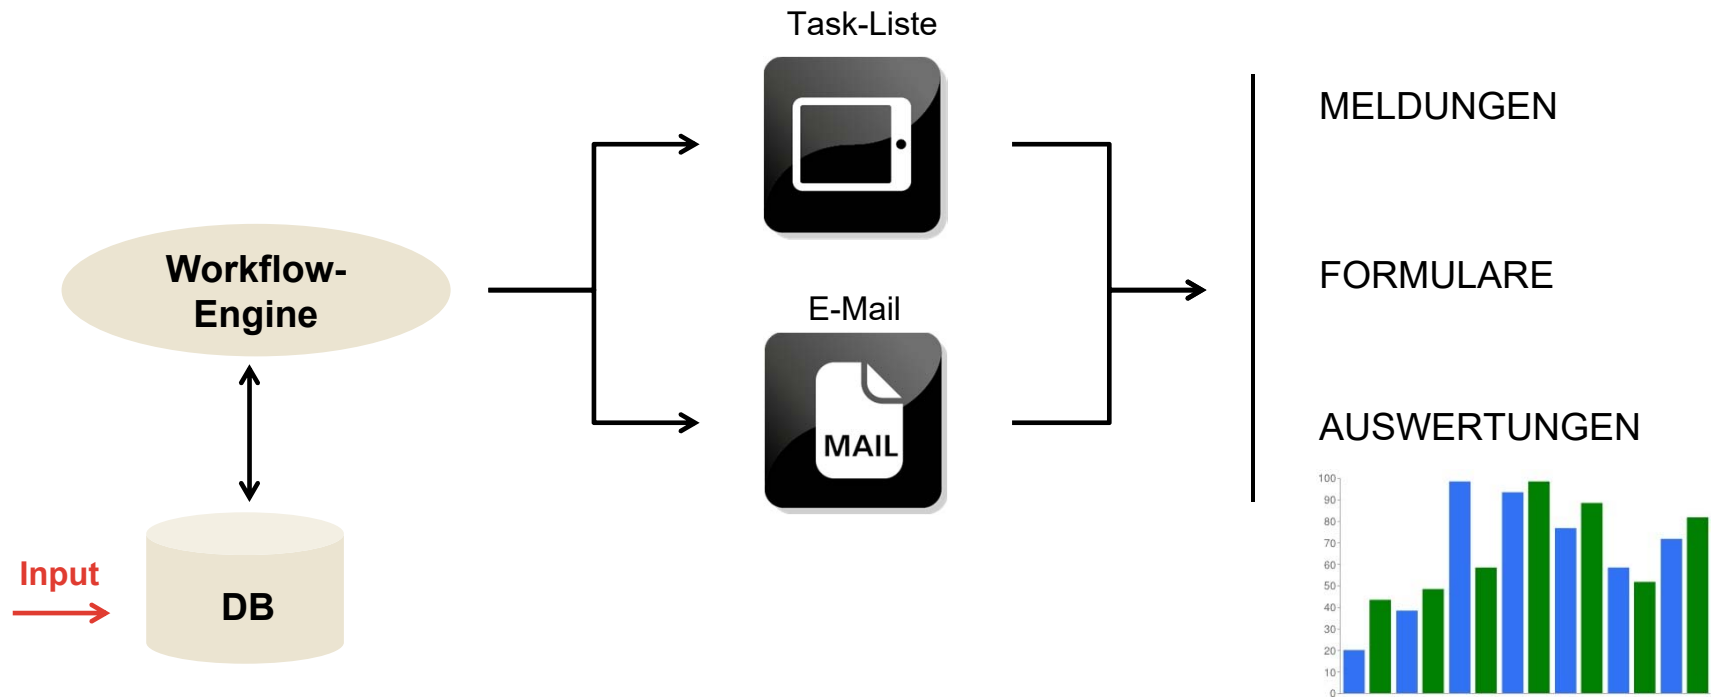 Task-Liste
MELDUNGEN
Workflow-
Engine
FORMULARE
E-Mail
MAIL
AUSWERTUNGEN
100
90
80
70
60
50
40
30
20
10
0
Input
DB